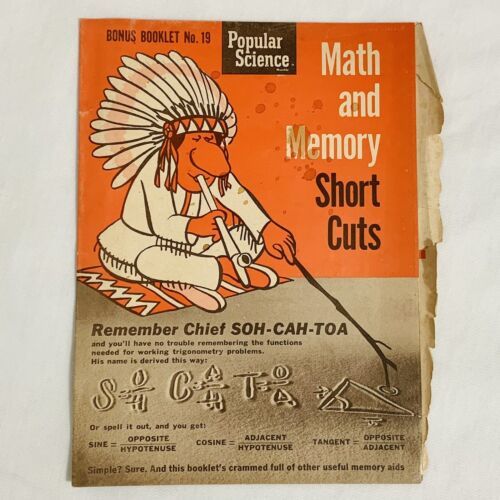 BONUS BOOKLET No. 19
Popular
Science
Monthly
Math
and
Memory
Short
Cuts
Remember Chief SOH-CAH-TOA
and you'll have no trouble remembering the functions
needed for working trigonometry problems.
His name is derived this way:
S O/H C A/H T O/A
Or spell it out, and you get:
SINE = OPPOSITE/HYPOTENUSE COSINE = ADJACENT/HYPOTENUSE TANGENT = OPPOSITE/ADJACENT
Simple? Sure. And this booklet's crammed full of other useful memory aids